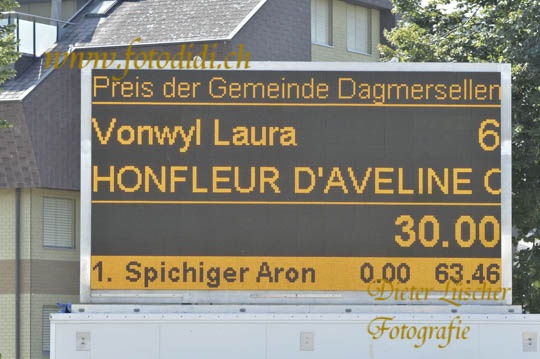 www.fotodidi.ch
Preis der Gemeinde Dagmersellen
Vonwyl Laura 6
HONFLEUR D'AVELINE C
30.00
1. Spichiger Aron 0.00 63.46
Dieter Lüscher
Fotografie